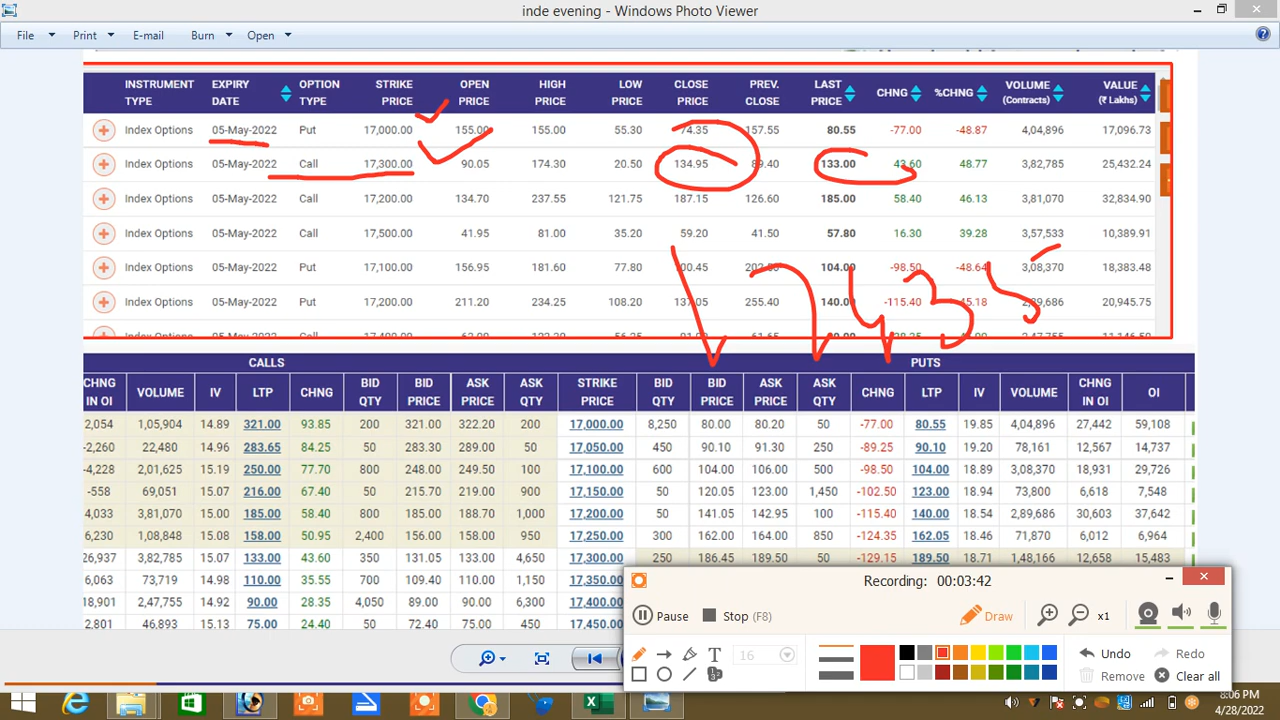 inde evening - Windows Photo Viewer
File Print E-mail Burn Open
INSTRUMENT TYPE EXPIRY DATE OPTION TYPE STRIKE PRICE OPEN PRICE HIGH PRICE LOW PRICE CLOSE PRICE PREV. CLOSE LAST PRICE CHNG %CHNG VOLUME (Contracts) VALUE (₹ Lakhs)
Index Options 05-May-2022 Put 17,000.00 155.00 155.00 55.30 74.35 157.55 80.55 -77.00 -48.87 4,04,896 17,096.73
Index Options 05-May-2022 Call 17,300.00 90.05 174.30 20.50 134.95 89.40 133.00 43.60 48.77 3,82,785 25,432.24
Index Options 05-May-2022 Call 17,200.00 134.70 237.55 121.75 187.15 126.60 185.00 58.40 46.13 3,81,070 32,834.90
Index Options 05-May-2022 Call 17,500.00 41.95 81.00 35.20 59.20 41.50 57.80 16.30 39.28 3,57,533 10,389.91
Index Options 05-May-2022 Put 17,100.00 156.95 181.60 77.80 104.00 -98.50 -48.64 3,08,370 18,383.48
Index Options 05-May-2022 Put 17,200.00 211.20 234.25 108.20 137.05 255.40 140.00 -115.40 -45.18 2,89,686 20,945.75
17435
CALLS PUTS
CHNG IN OI VOLUME IV LTP CHNG BID QTY BID PRICE ASK PRICE ASK QTY STRIKE PRICE BID QTY BID PRICE ASK PRICE ASK QTY CHNG LTP IV VOLUME CHNG IN OI OI
2,054 1,05,904 14.89 321.00 93.85 200 321.00 322.20 200 17,000.00 8,250 80.00 80.20 50 -77.00 80.55 19.85 4,04,896 27,442 59,108
-2,260 22,480 14.96 283.65 84.25 50 283.30 289.00 50 17,050.00 450 90.10 91.30 250 -89.25 90.10 19.20 78,161 12,567 14,737
-4,228 2,01,625 15.19 250.00 77.70 800 248.00 249.50 100 17,100.00 600 104.00 106.00 500 -98.50 104.00 18.89 3,08,370 18,931 29,726
-558 69,051 15.07 216.00 67.40 50 215.70 219.00 900 17,150.00 50 120.05 123.00 1,450 -102.50 123.00 18.94 73,800 6,618 7,548
4,033 3,81,070 15.00 185.00 58.40 800 185.00 188.70 1,000 17,200.00 50 141.05 142.95 100 -115.40 140.00 18.54 2,89,686 30,603 37,642
6,230 1,08,848 15.08 158.00 50.95 2,400 156.00 158.00 950 17,250.00 300 162.00 164.00 850 -124.35 162.05 18.46 71,870 6,012 6,964
26,937 3,82,785 15.07 133.00 43.60 350 131.05 133.00 4,650 17,300.00 250 186.45 189.50 50 -129.15 189.50 18.71 1,48,166 12,658 15,483
6,063 73,719 14.98 110.00 35.55 700 109.40 110.00 1,150 17,350.00
18,901 2,47,755 14.92 90.00 28.35 4,050 89.00 90.00 6,300 17,400.00
2,801 46,893 15.13 75.00 24.40 50 72.40 75.00 450 17,450.00
Recording: 00:03:42
Pause Stop (F8) Draw x1
T 16 Undo Redo
Remove Clear all
8:06 PM
4/28/2022